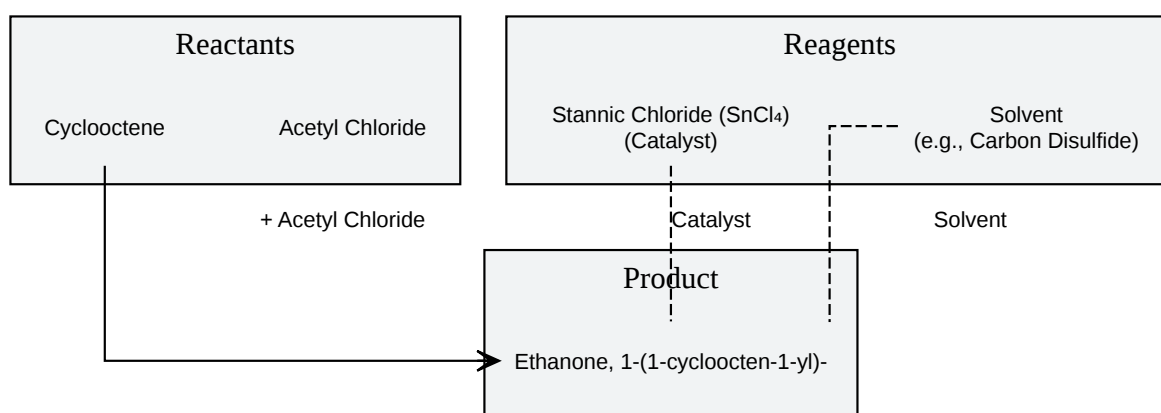 Reactants
Reagents
Cyclooctene
Acetyl Chloride
Stannic Chloride (SnCl₄)
(Catalyst)
Solvent
(e.g., Carbon Disulfide)
+ Acetyl Chloride
Catalyst
Solvent
Product
Ethanone, 1-(1-cycloocten-1-yl)-